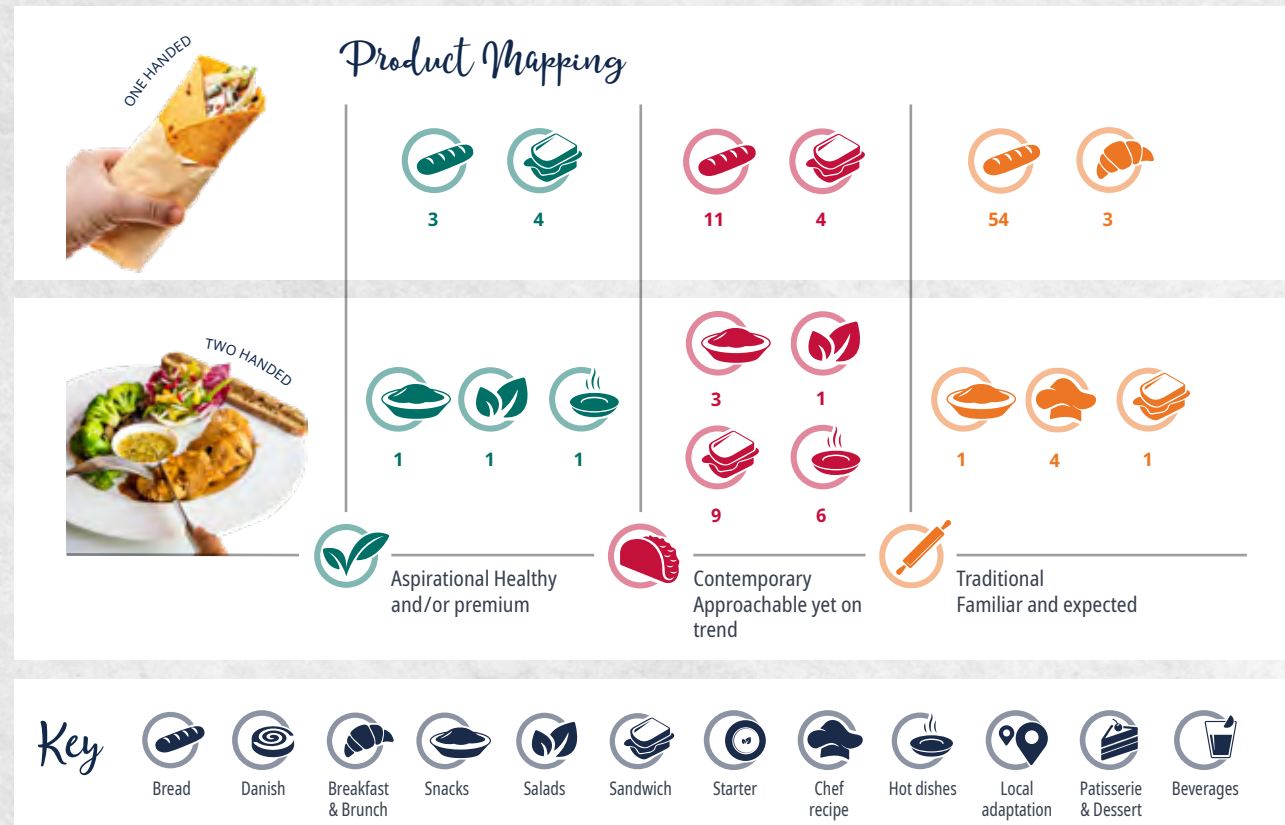 Product Mapping
ONE HANDED
3 4 11 4 54 3
TWO HANDED
3 1
1 1 1 1 4 1
9 6
Aspirational Healthy
and/or premium
Contemporary
Approachable yet on
trend
Traditional
Familiar and expected
Key
Bread
Danish
Breakfast
& Brunch
Snacks
Salads
Sandwich
Starter
Chef
recipe
Hot dishes
Local
adaptation
Patisserie
& Dessert
Beverages